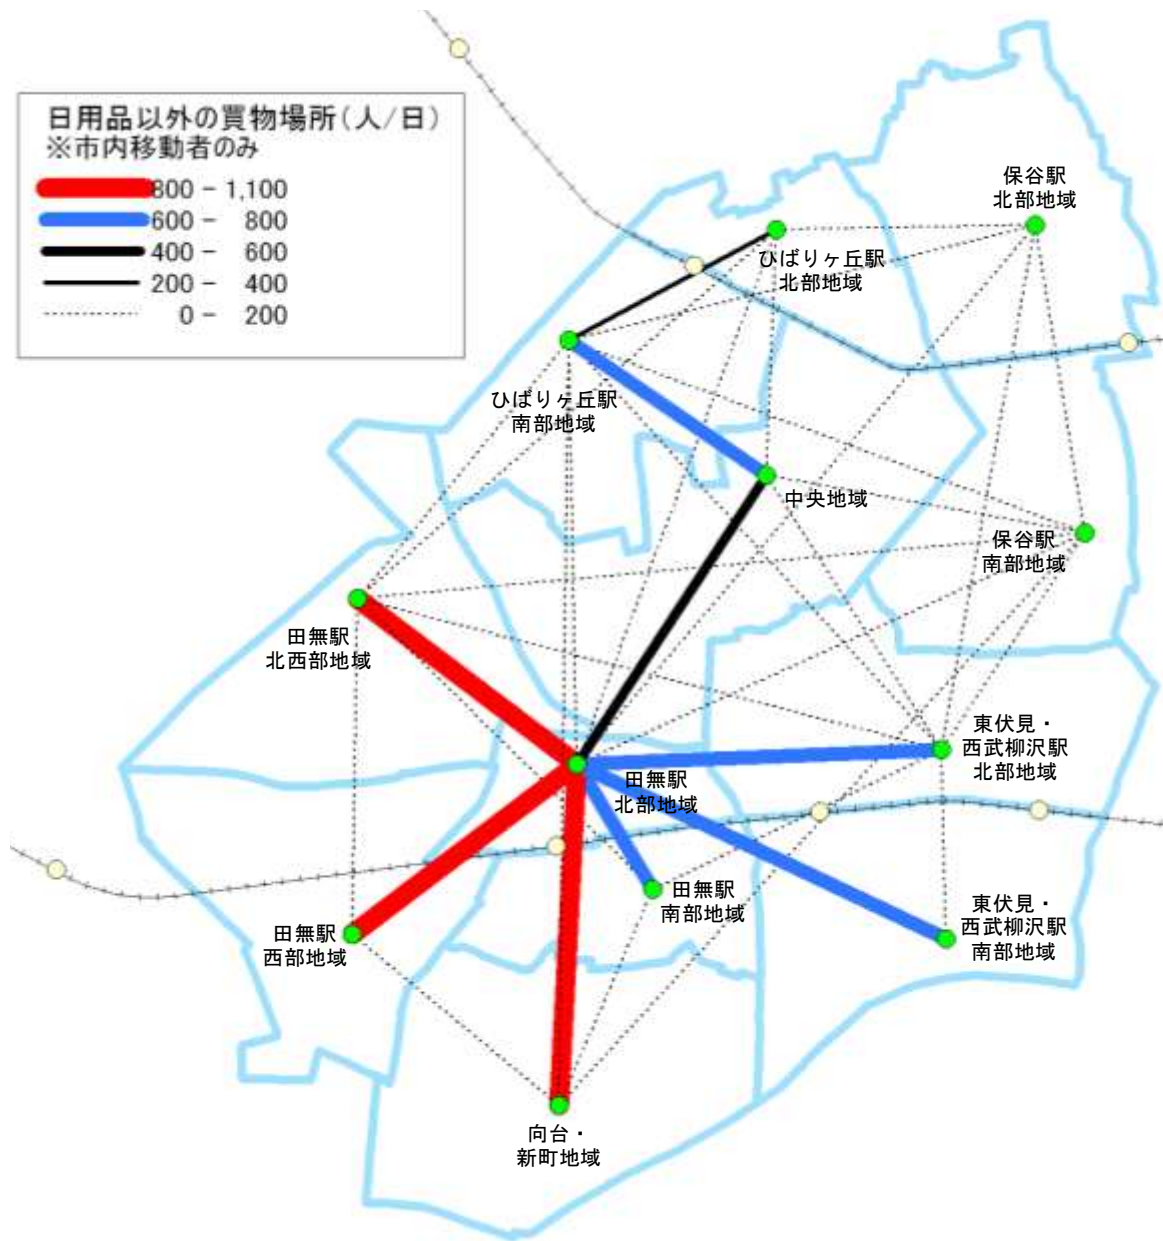 日用品以外の買物場所(人/日)
※市内移動者のみ
800 - 1,100
600 - 800
400 - 600
200 - 400
0 - 200
保谷駅
北部地域
ひばりヶ丘駅
北部地域
ひばりヶ丘駅
南部地域
中央地域
保谷駅
南部地域
田無駅
北西部地域
東伏見・
西武柳沢駅
北部地域
田無駅
北部地域
田無駅
南部地域
東伏見・
西武柳沢駅
南部地域
田無駅
西部地域
向台・
新町地域